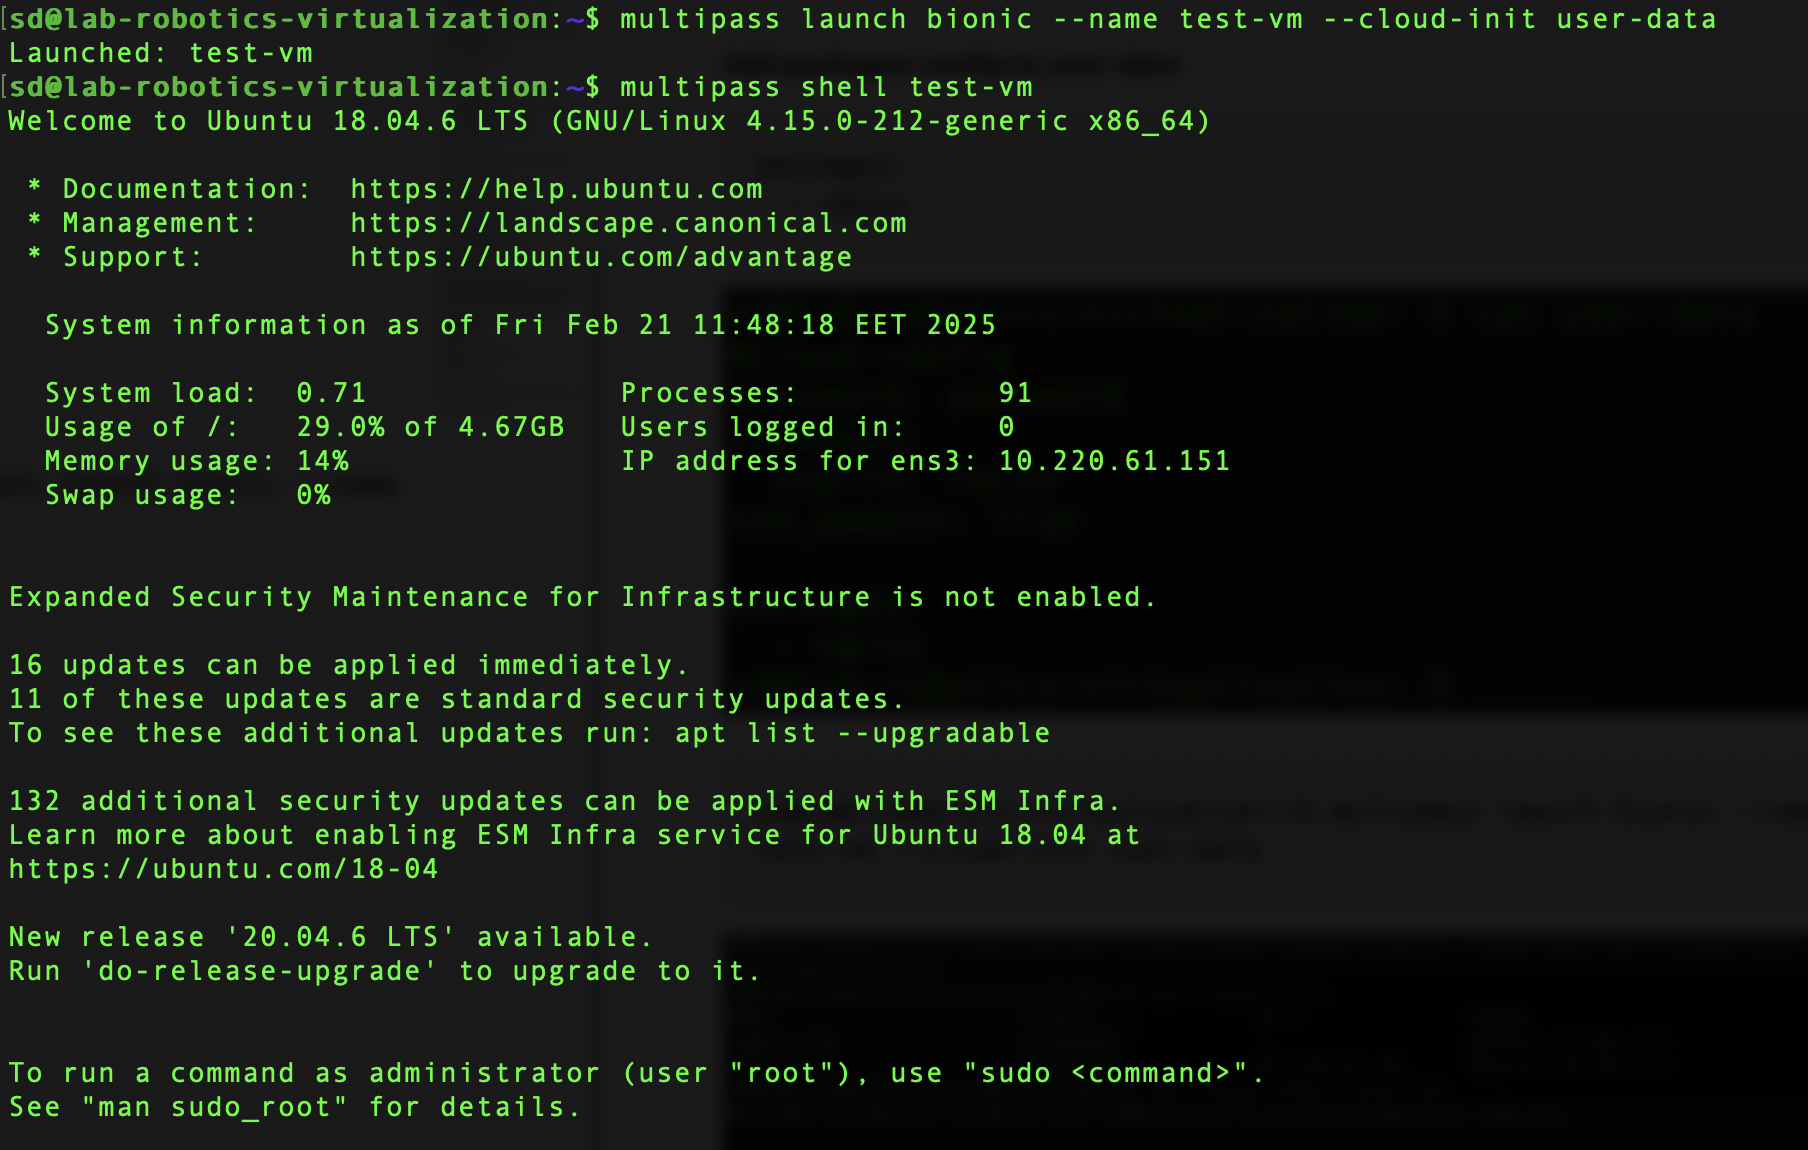 [sd@lab-robotics-virtualization:~$ multipass launch bionic --name test-vm --cloud-init user-data
Launched: test-vm
[sd@lab-robotics-virtualization:~$ multipass shell test-vm
Welcome to Ubuntu 18.04.6 LTS (GNU/Linux 4.15.0-212-generic x86_64)
* Documentation:  https://help.ubuntu.com
* Management:     https://landscape.canonical.com
* Support:        https://ubuntu.com/advantage
System information as of Fri Feb 21 11:48:18 EET 2025
System load:  0.71              Processes:           91
Usage of /:   29.0% of 4.67GB   Users logged in:     0
Memory usage: 14%               IP address for ens3: 10.220.61.151
Swap usage:   0%
Expanded Security Maintenance for Infrastructure is not enabled.
16 updates can be applied immediately.
11 of these updates are standard security updates.
To see these additional updates run: apt list --upgradable
132 additional security updates can be applied with ESM Infra.
Learn more about enabling ESM Infra service for Ubuntu 18.04 at
https://ubuntu.com/18-04
New release '20.04.6 LTS' available.
Run 'do-release-upgrade' to upgrade to it.
To run a command as administrator (user "root"), use "sudo <command>".
See "man sudo_root" for details.